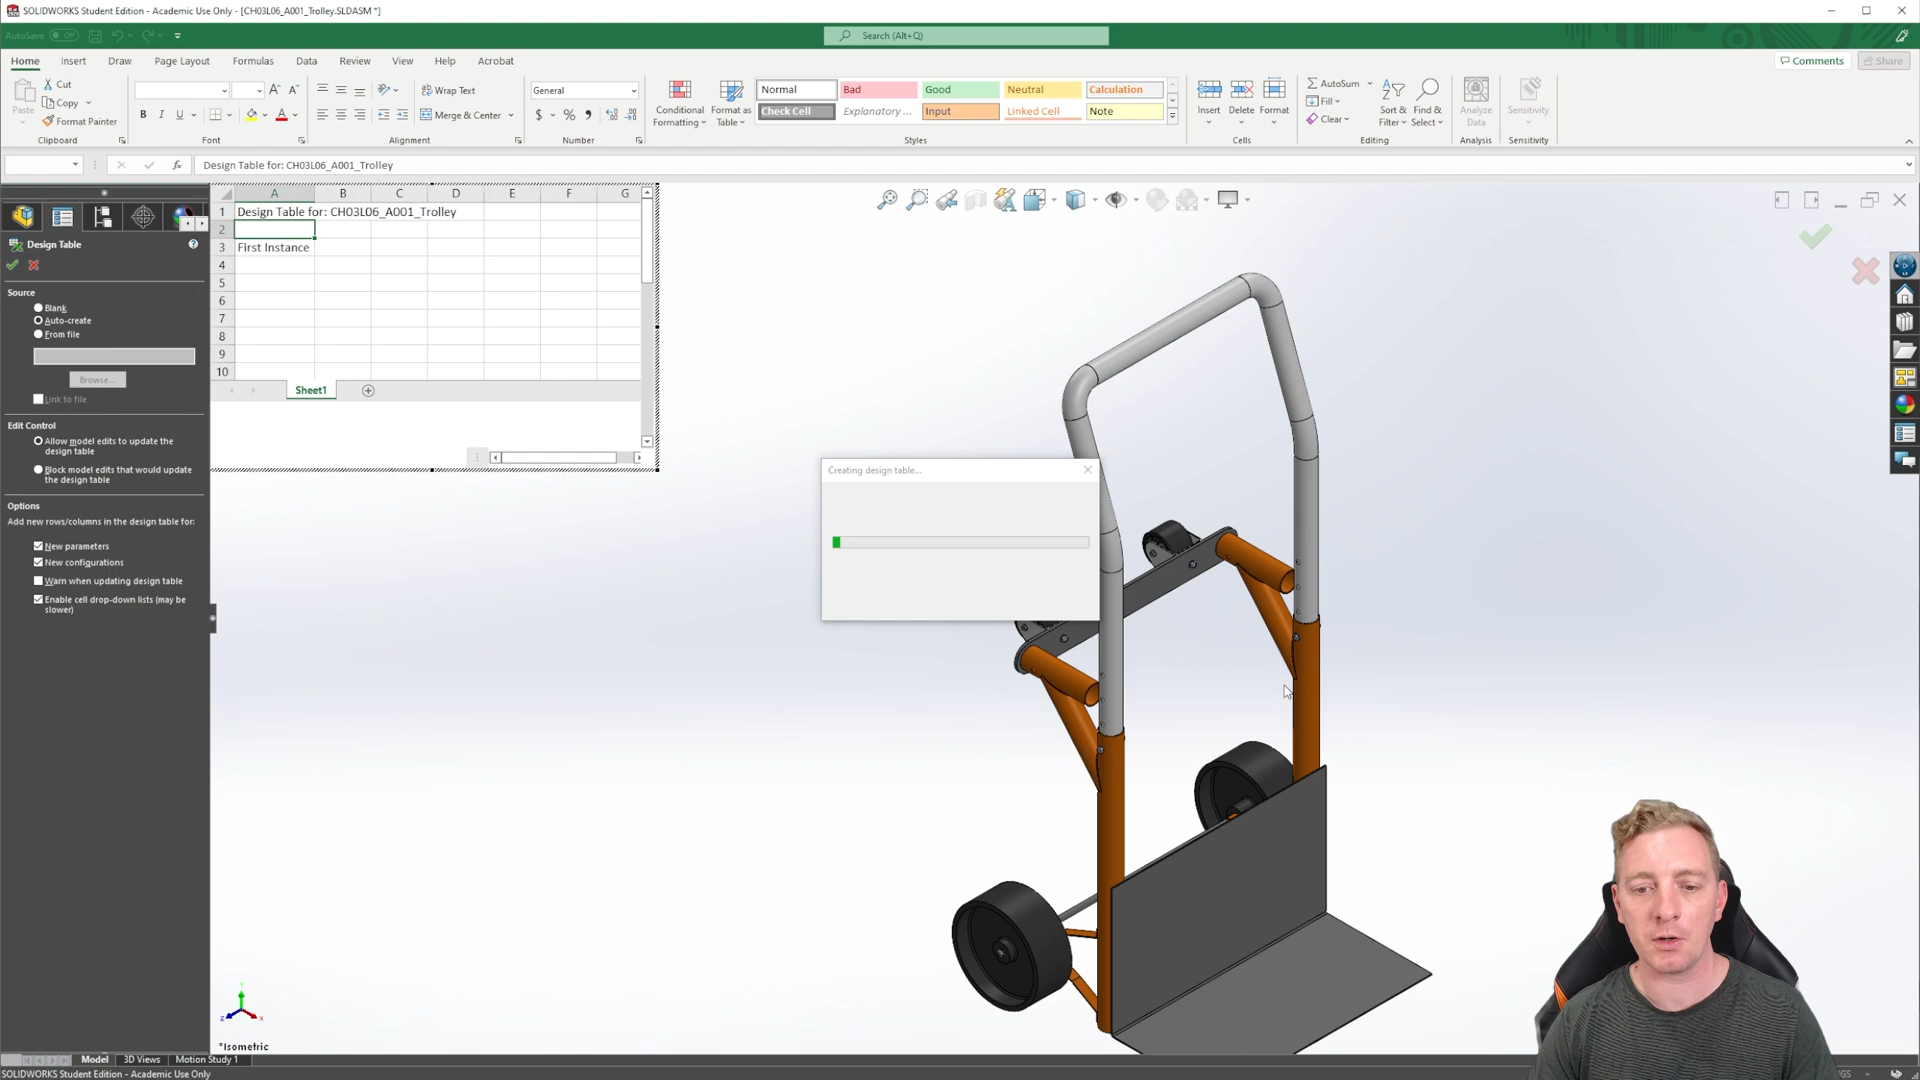 SOLIDWORKS Student Edition - Academic Use Only - [CH03L06_A001_Trolley.SLDASM *]
AutoSave Off
Search (Alt+Q)
Home Insert Draw Page Layout Formulas Data Review View Help Acrobat
Comments Share
Paste
Cut
Copy
Format Painter
Clipboard
B I U A
Font
Wrap Text
Merge & Center
Alignment
General
$ % 9
Number
Conditional Formatting
Format as Table
Normal Bad Good Neutral Calculation
Check Cell Explanatory ... Input Linked Cell Note
Styles
Insert Delete Format
Cells
AutoSum
Fill
Clear
Sort & Filter
Find & Select
Editing
Analyze Data
Analysis
Sensitivity
Sensitivity
fx Design Table for: CH03L06_A001_Trolley
A B C D E F G
1 Design Table for: CH03L06_A001_Trolley
2
3 First Instance
4
5
6
7
8
9
10
Sheet1
Design Table
Source
Blank
Auto-create
From file
Browse...
Link to file
Edit Control
Allow model edits to update the
design table
Block model edits that would update
the design table
Options
Add new rows/columns in the design table for:
New parameters
New configurations
Warn when updating design table
Enable cell drop-down lists (may be
slower)
Creating design table...
Y
Z X
*Isometric
Model 3D Views Motion Study 1
SOLIDWORKS Student Edition - Academic Use Only